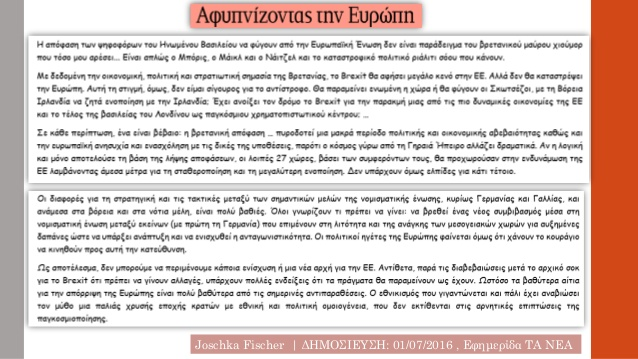 Αφυπνίζοντας την Ευρώπη
Η απόφαση των ψηφοφόρων του Ηνωμένου Βασιλείου να φύγουν από την Ευρωπαϊκή Ένωση δεν είναι παράδειγμα του βρετανικού μαύρου χιούμορ
που τόσο μου αρέσει... Είναι απλώς ο Μπόρις, ο Μάικλ και ο Νάιτζελ και το καταστροφικό πολιτικό ριάλιτι σόου που κάνουν.
Με δεδομένη την οικονομική, πολιτική και στρατιωτική σημασία της Βρετανίας, το Brexit θα αφήσει μεγάλο κενό στην ΕΕ. Αλλά δεν θα καταστρέψει
την Ευρώπη. Αυτή τη στιγμή, όμως, δεν είμαι σίγουρος για το αντίστροφο. Θα παραμείνει ενωμένη η χώρα ή θα φύγουν οι Σκωτσέζοι, με τη Βόρεια
Ιρλανδία να ζητά ενοποίηση με την Ιρλανδία; Έχει ανοίξει τον δρόμο το Brexit για την παρακμή μιας από τις πιο δυναμικές οικονομίες της ΕΕ
και το τέλος της βασιλείας του Λονδίνου ως παγκόσμιου χρηματοπιστωτικού κέντρου; ...
Σε κάθε περίπτωση, ένα είναι βέβαιο: η βρετανική απόφαση ... πυροδοτεί μια μακρά περίοδο πολιτικής και οικονομικής αβεβαιότητας καθώς και
την ευρωπαϊκή ανησυχία και ενασχόληση με τις δικές της υποθέσεις, παρότι ο κόσμος γύρω από τη Γηραιά Ήπειρο αλλάζει δραματικά. Αν η λογική
και μόνο αποτελούσε τη βάση της λήψης αποφάσεων, οι λοιπές 27 χώρες, βάσει των συμφερόντων τους, θα προχωρούσαν στην ενδυνάμωση της
ΕΕ λαμβάνοντας άμεσα μέτρα για τη σταθεροποίηση και τη μεγαλύτερη ενοποίηση. Δεν υπάρχουν όμως ελπίδες για κάτι τέτοιο.
Οι διαφορές για τη στρατηγική και τις τακτικές μεταξύ των σημαντικών μελών της νομισματικής ένωσης, κυρίως Γερμανίας και Γαλλίας, και
ανάμεσα στα βόρεια και στα νότια μέλη, είναι πολύ βαθιές. Όλοι γνωρίζουν τι πρέπει να γίνει: να βρεθεί ένας νέος συμβιβασμός μέσα στη
νομισματική ένωση μεταξύ εκείνων (με πρώτη τη Γερμανία) που επιμένουν στη λιτότητα και της ανάγκης των μεσογειακών χωρών για αυξημένες
δαπάνες ώστε να υπάρξει ανάπτυξη και να ενισχυθεί η ανταγωνιστικότητα. Οι πολιτικοί ηγέτες της Ευρώπης φαίνεται όμως ότι χάνουν το κουράγιο
να κινηθούν προς αυτή την κατεύθυνση.
Ως αποτέλεσμα, δεν μπορούμε να περιμένουμε κάποια ενίσχυση ή μια νέα αρχή για την ΕΕ. Αντίθετα, παρά τις διαβεβαιώσεις μετά το αρχικό σοκ
για το Brexit ότι πρέπει να γίνουν αλλαγές, υπάρχουν πολλές ενδείξεις ότι τα πράγματα θα παραμείνουν ως έχουν. Ωστόσο τα βαθύτερα αίτια
για την απόρριψη της Ευρώπης είναι πολύ βαθύτερα από τις σημερινές αντιπαραθέσεις. Ο εθνικισμός που γιγαντώνεται και πάλι έχει αναβιώσει
τον μύθο μια παλιάς χρυσής εποχής κρατών με εθνική και πολιτική ομοιογένεια, που δεν εκτίθενται στις αρνητικές επιπτώσεις της
παγκοσμιοποίησης.
Joschka Fischer | ΔΗΜΟΣΙΕΥΣΗ: 01/07/2016 , Εφημερίδα ΤΑ ΝΕΑ